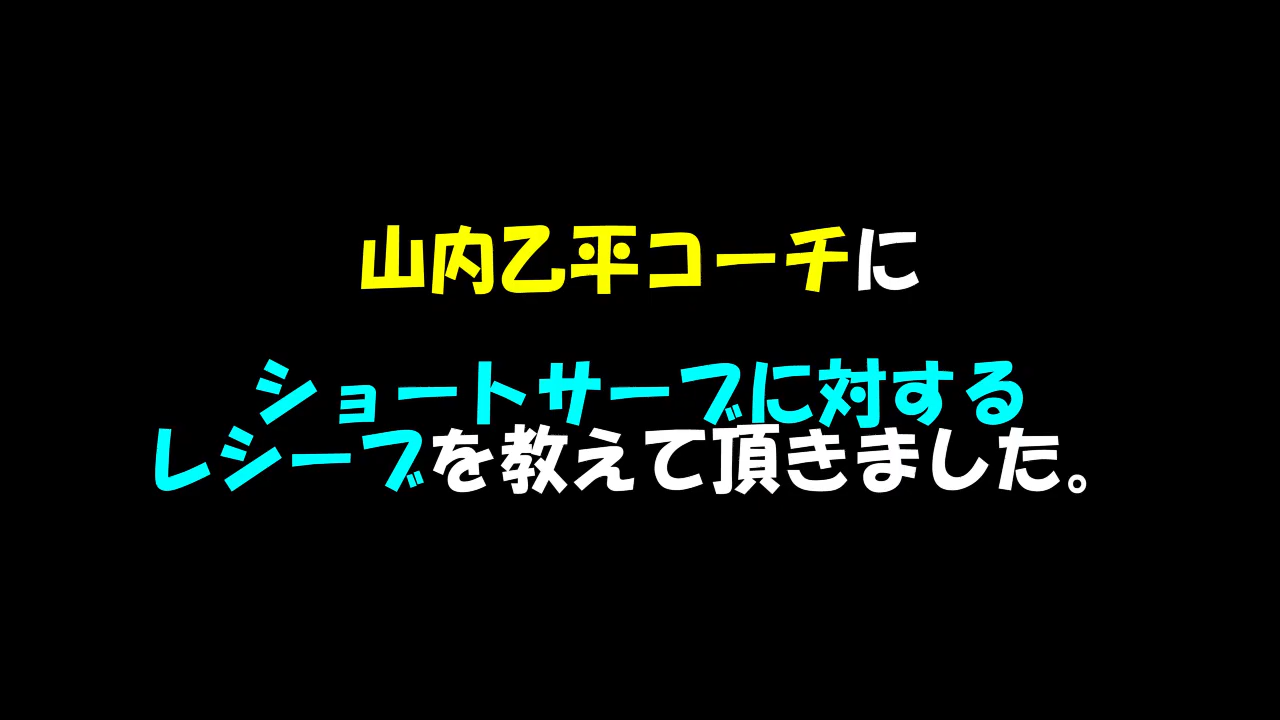 山内乙平コーチに
ショートサーブに対する
レシーブを教えて頂きました。